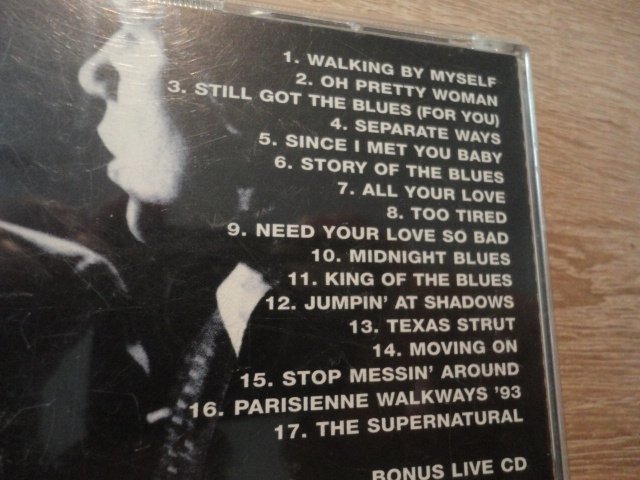 1. WALKING BY MYSELF
2. OH PRETTY WOMAN
3. STILL GOT THE BLUES (FOR YOU)
4. SEPARATE WAYS
5. SINCE I MET YOU BABY
6. STORY OF THE BLUES
7. ALL YOUR LOVE
8. TOO TIRED
9. NEED YOUR LOVE SO BAD
10. MIDNIGHT BLUES
11. KING OF THE BLUES
12. JUMPIN' AT SHADOWS
13. TEXAS STRUT
14. MOVING ON
15. STOP MESSIN' AROUND
16. PARISIENNE WALKWAYS '93
17. THE SUPERNATURAL
BONUS LIVE CD